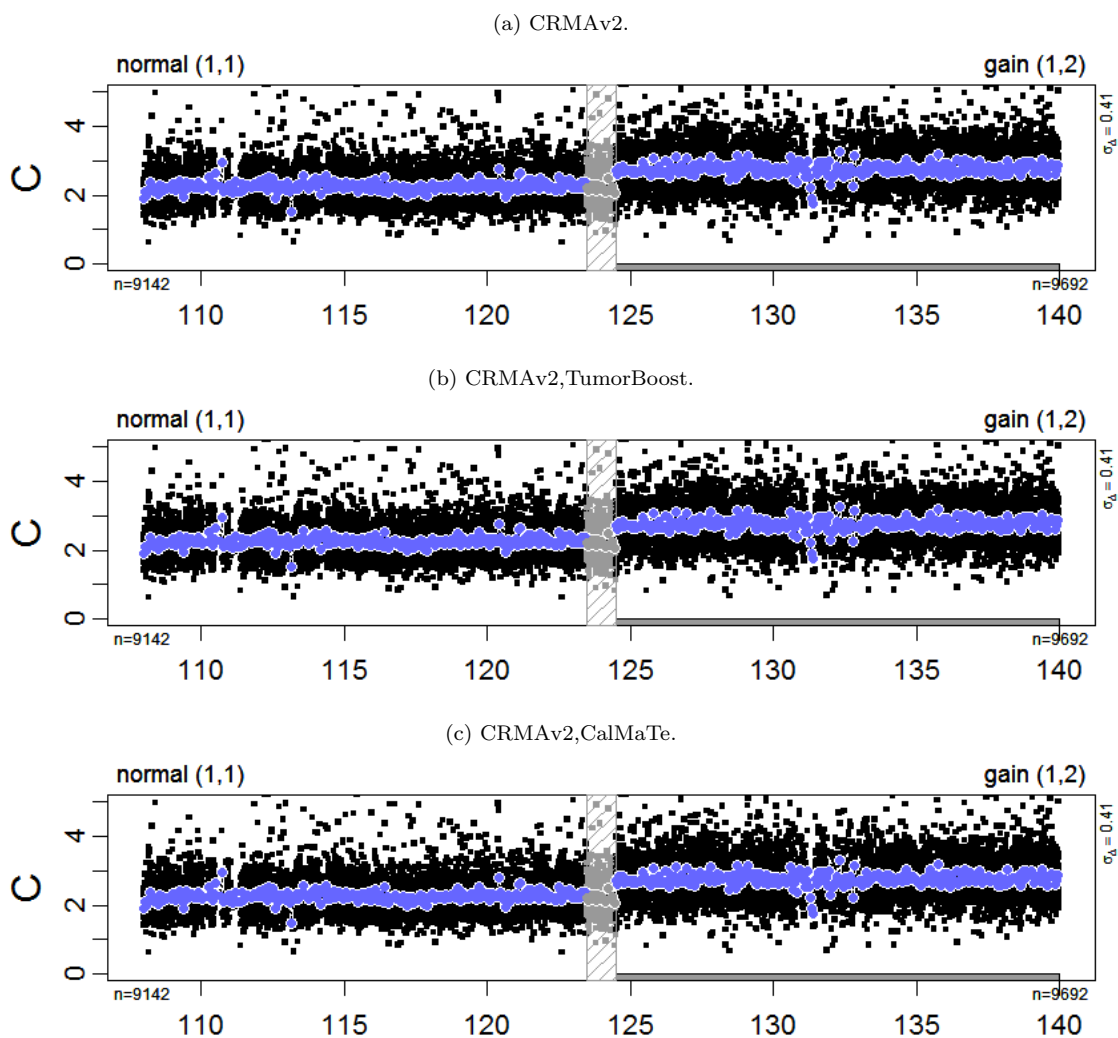 (a) CRMAv2.
normal (1,1) gain (1,2)
C
4
2
0
σΔ = 0.41
n=9142 n=9692
110 115 120 125 130 135 140
(b) CRMAv2,TumorBoost.
normal (1,1) gain (1,2)
C
4
2
0
σΔ = 0.41
n=9142 n=9692
110 115 120 125 130 135 140
(c) CRMAv2,CalMaTe.
normal (1,1) gain (1,2)
C
4
2
0
σΔ = 0.41
n=9142 n=9692
110 115 120 125 130 135 140